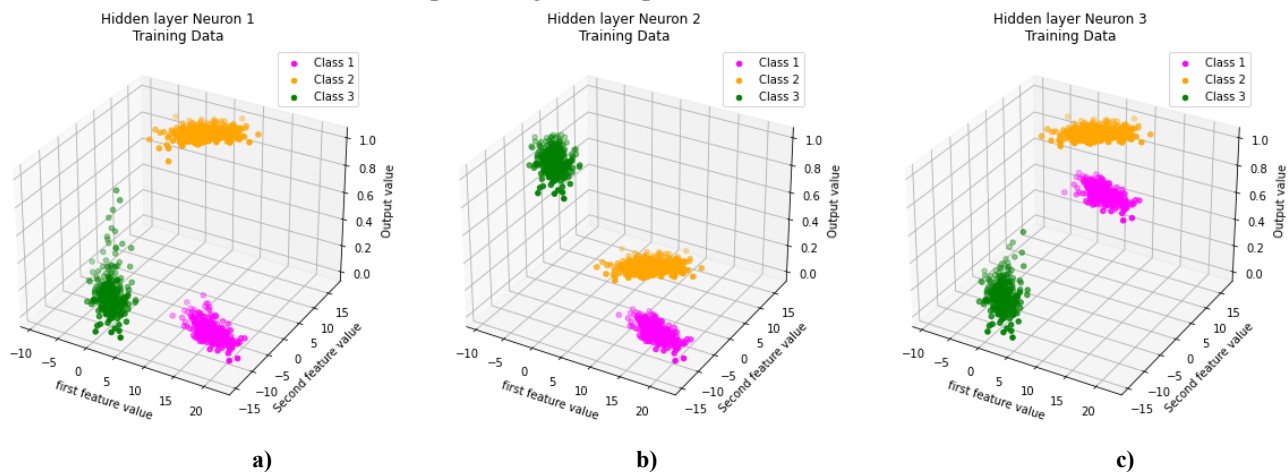 Hidden layer Neuron 1
Training Data
Class 1
Class 2
Class 3
1.0
0.8
0.6
0.4
0.2
0.0
Output value
−10
−5
0
5
10
15
20
first feature value
−15
−10
−5
0
5
10
15
Second feature value
a)
Hidden layer Neuron 2
Training Data
Class 1
Class 2
Class 3
1.0
0.8
0.6
0.4
0.2
0.0
Output value
−10
−5
0
5
10
15
20
first feature value
−15
−10
−5
0
5
10
15
Second feature value
b)
Hidden layer Neuron 3
Training Data
Class 1
Class 2
Class 3
1.0
0.8
0.6
0.4
0.2
0.0
Output value
−10
−5
0
5
10
15
20
first feature value
−15
−10
−5
0
5
10
15
Second feature value
c)